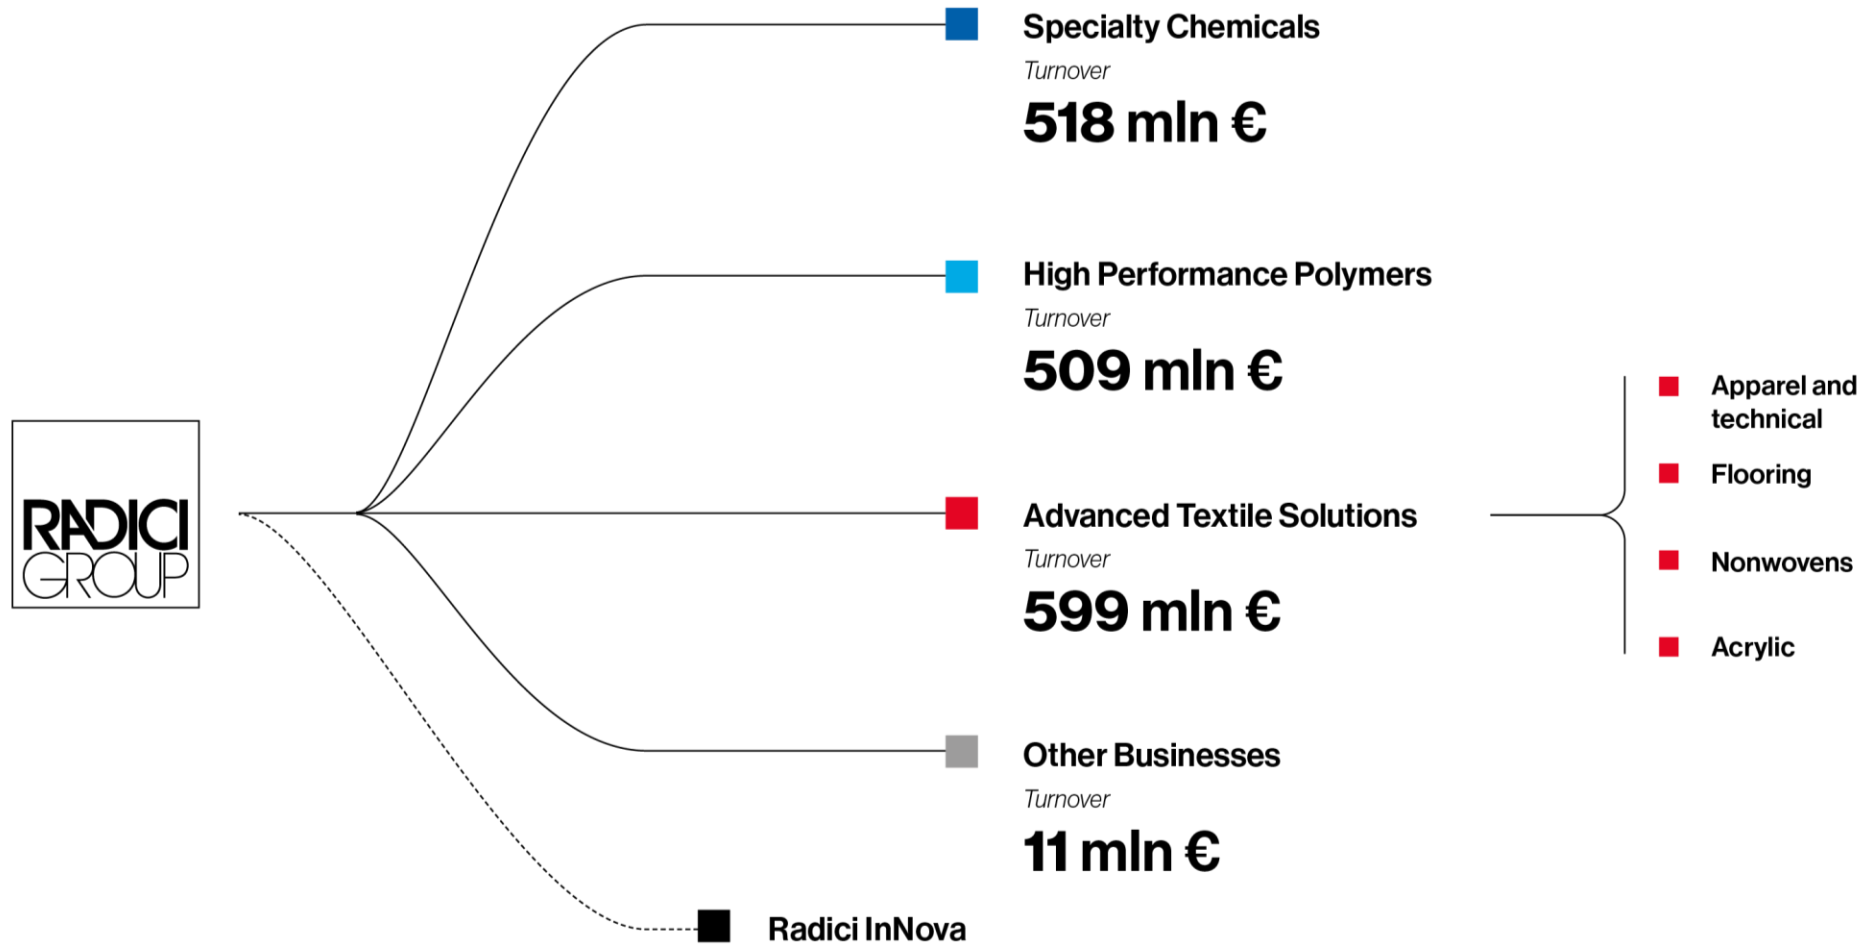 Specialty Chemicals
Turnover
518 mln €
High Performance Polymers
Turnover
509 mln €
RADICI
GROUP
Advanced Textile Solutions
Turnover
599 mln €
Apparel and
technical
Flooring
Nonwovens
Acrylic
Other Businesses
Turnover
11 mln €
Radici InNova